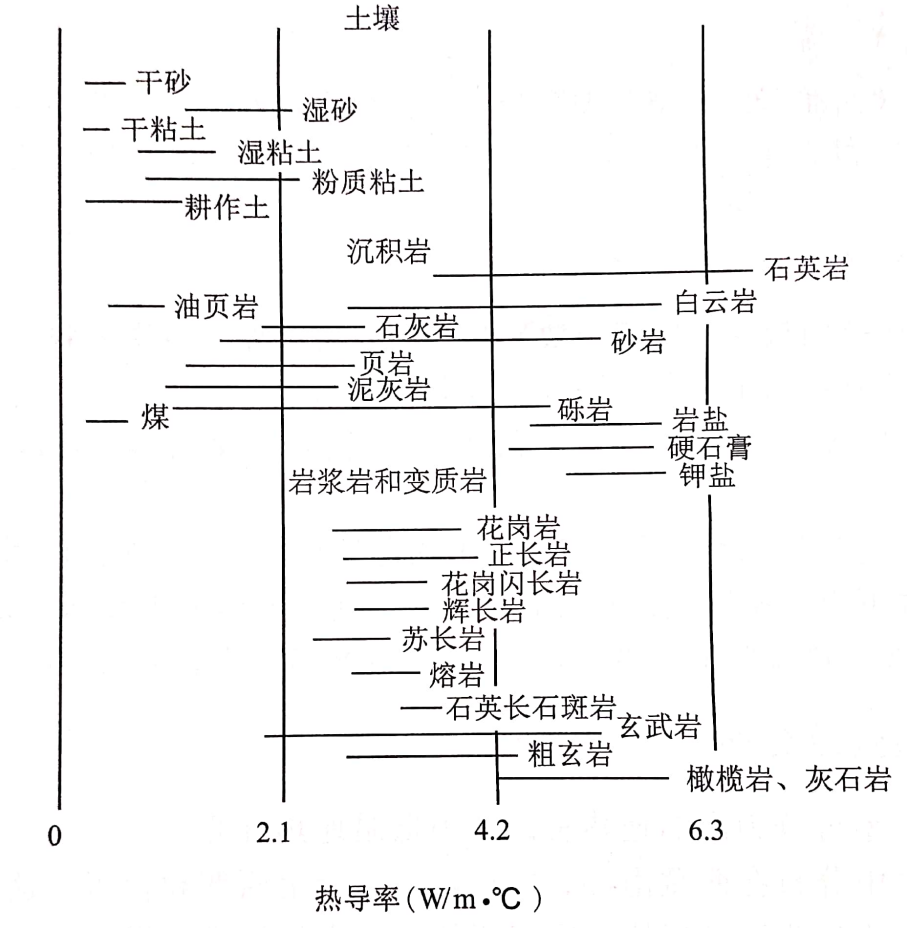 土壤
干砂
湿砂
干粘土
湿粘土
粉质粘土
耕作土
沉积岩
石英岩
油页岩
白云岩
石灰岩
砂岩
页岩
泥灰岩
煤
砾岩
岩盐
硬石膏
钾盐
岩浆岩和变质岩
花岗岩
正长岩
花岗闪长岩
辉长岩
苏长岩
熔岩
石英长石斑岩
玄武岩
粗玄岩
橄榄岩、灰石岩
0 2.1 4.2 6.3
热导率(W/m•℃)